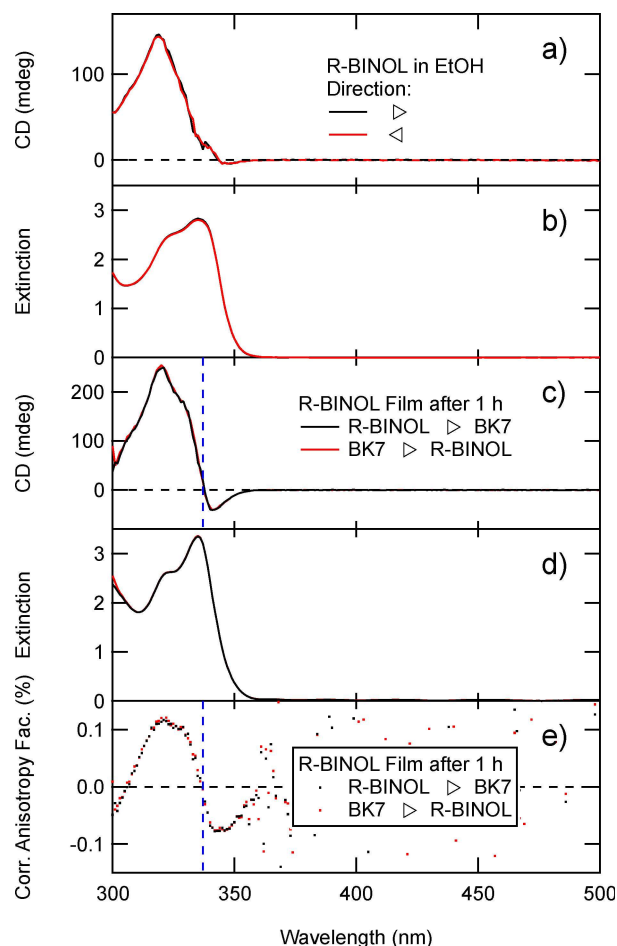 a)
R-BINOL in EtOH
Direction:
▷
◁
CD (mdeg)
100
0
b)
Extinction
3
2
1
0
c)
R-BINOL Film after 1 h
R-BINOL ▷ BK7
BK7 ▷ R-BINOL
CD (mdeg)
200
100
0
d)
Extinction
3
2
1
0
e)
R-BINOL Film after 1 h
R-BINOL ▷ BK7
BK7 ▷ R-BINOL
Corr. Anisotropy Fac. (%)
0.1
0.0
-0.1
300 350 400 450 500
Wavelength (nm)